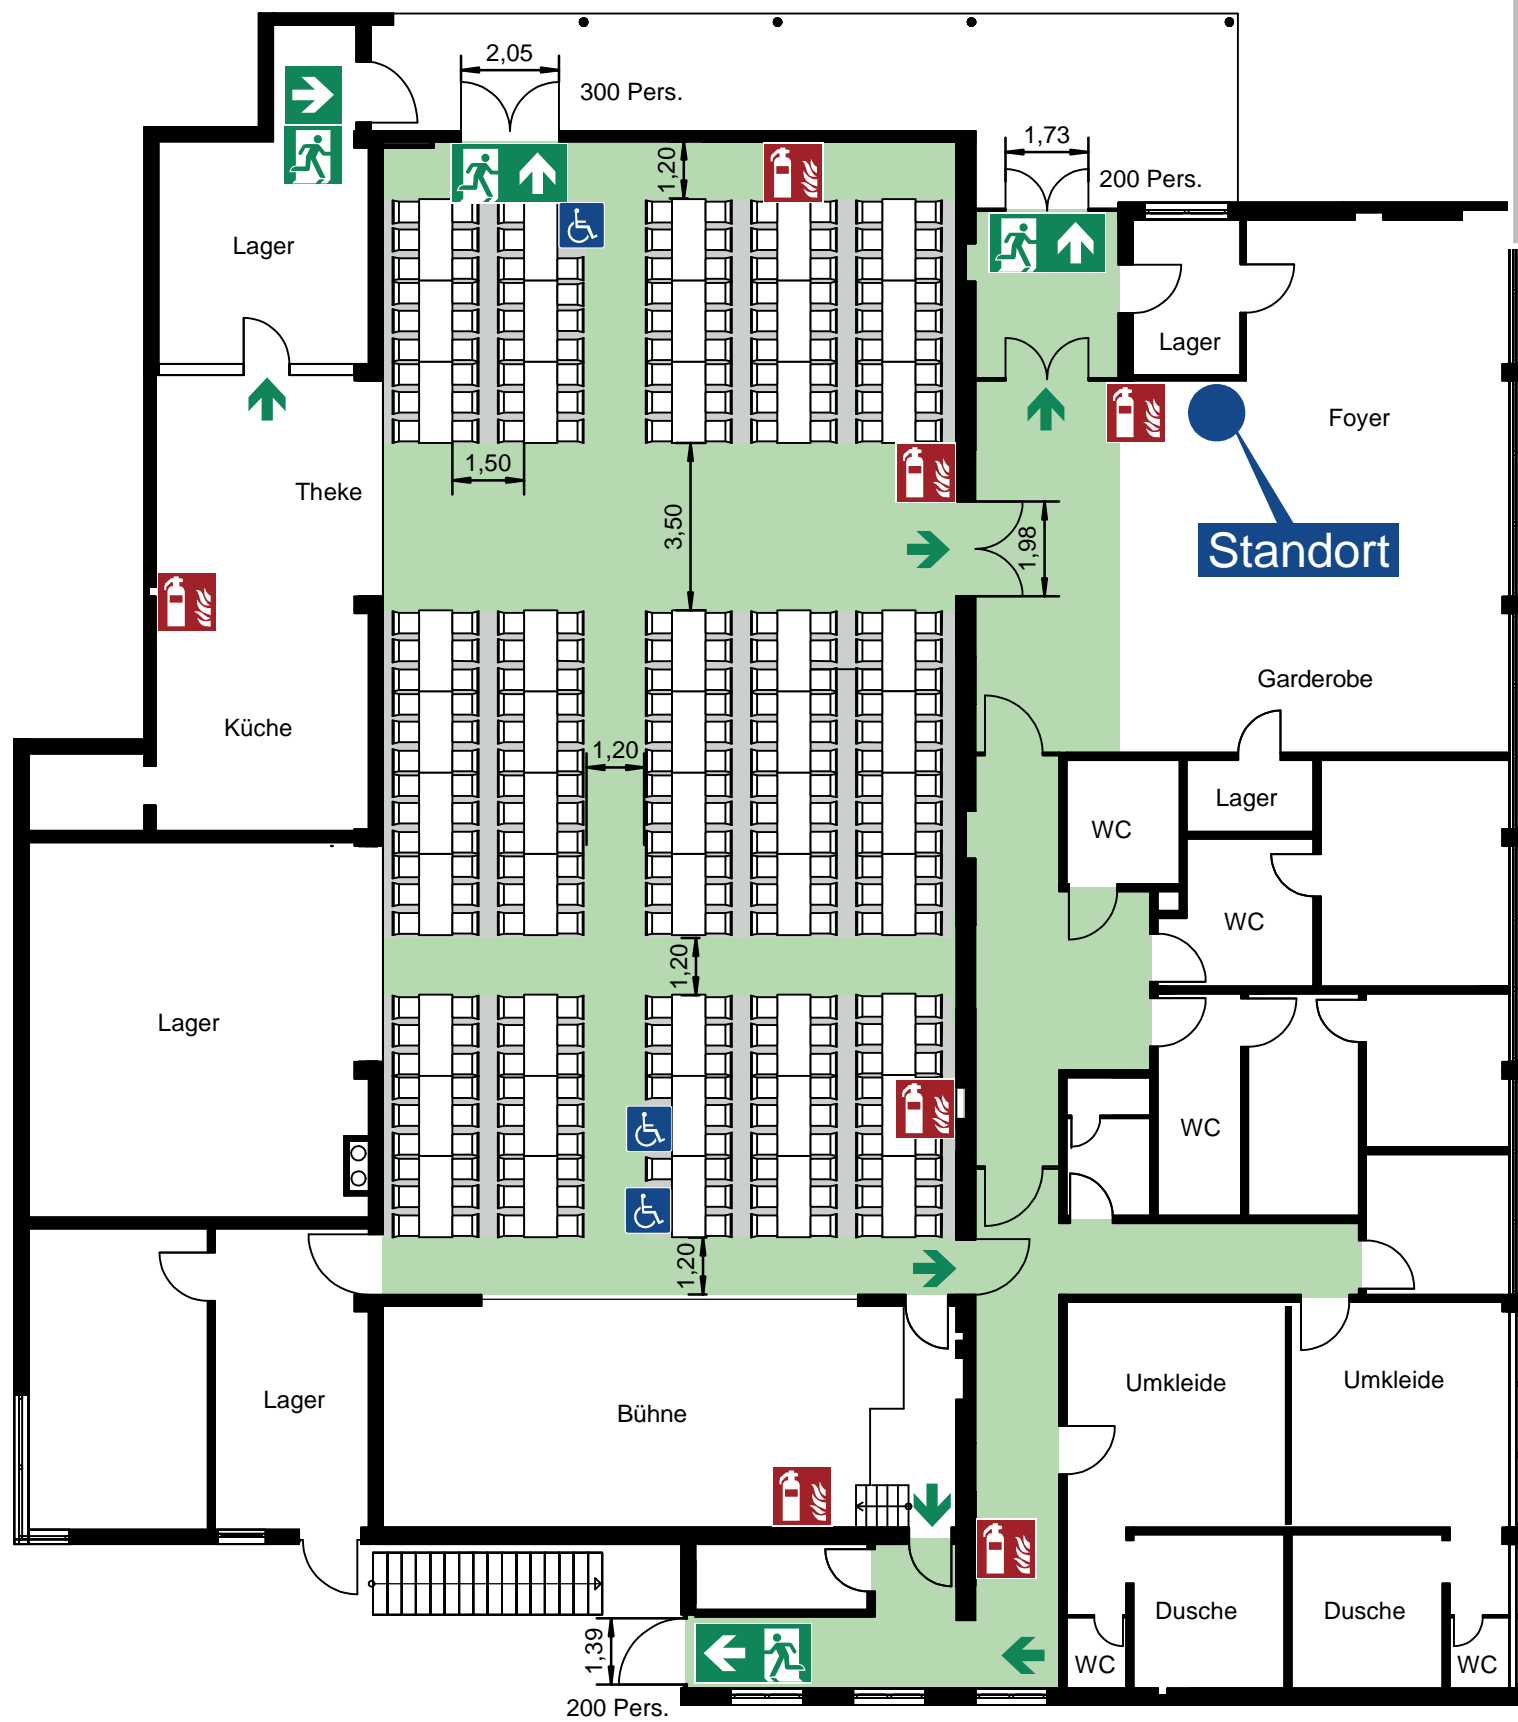 2,05
300 Pers.
1,73
200 Pers.
1,20
Lager
Lager
Foyer
1,50
Theke
3,50
1,98
Standort
Garderobe
Küche
1,20
Lager
WC
WC
1,20
Lager
WC
1,20
Umkleide
Umkleide
Lager
Bühne
Dusche
Dusche
1,39
WC
WC
200 Pers.